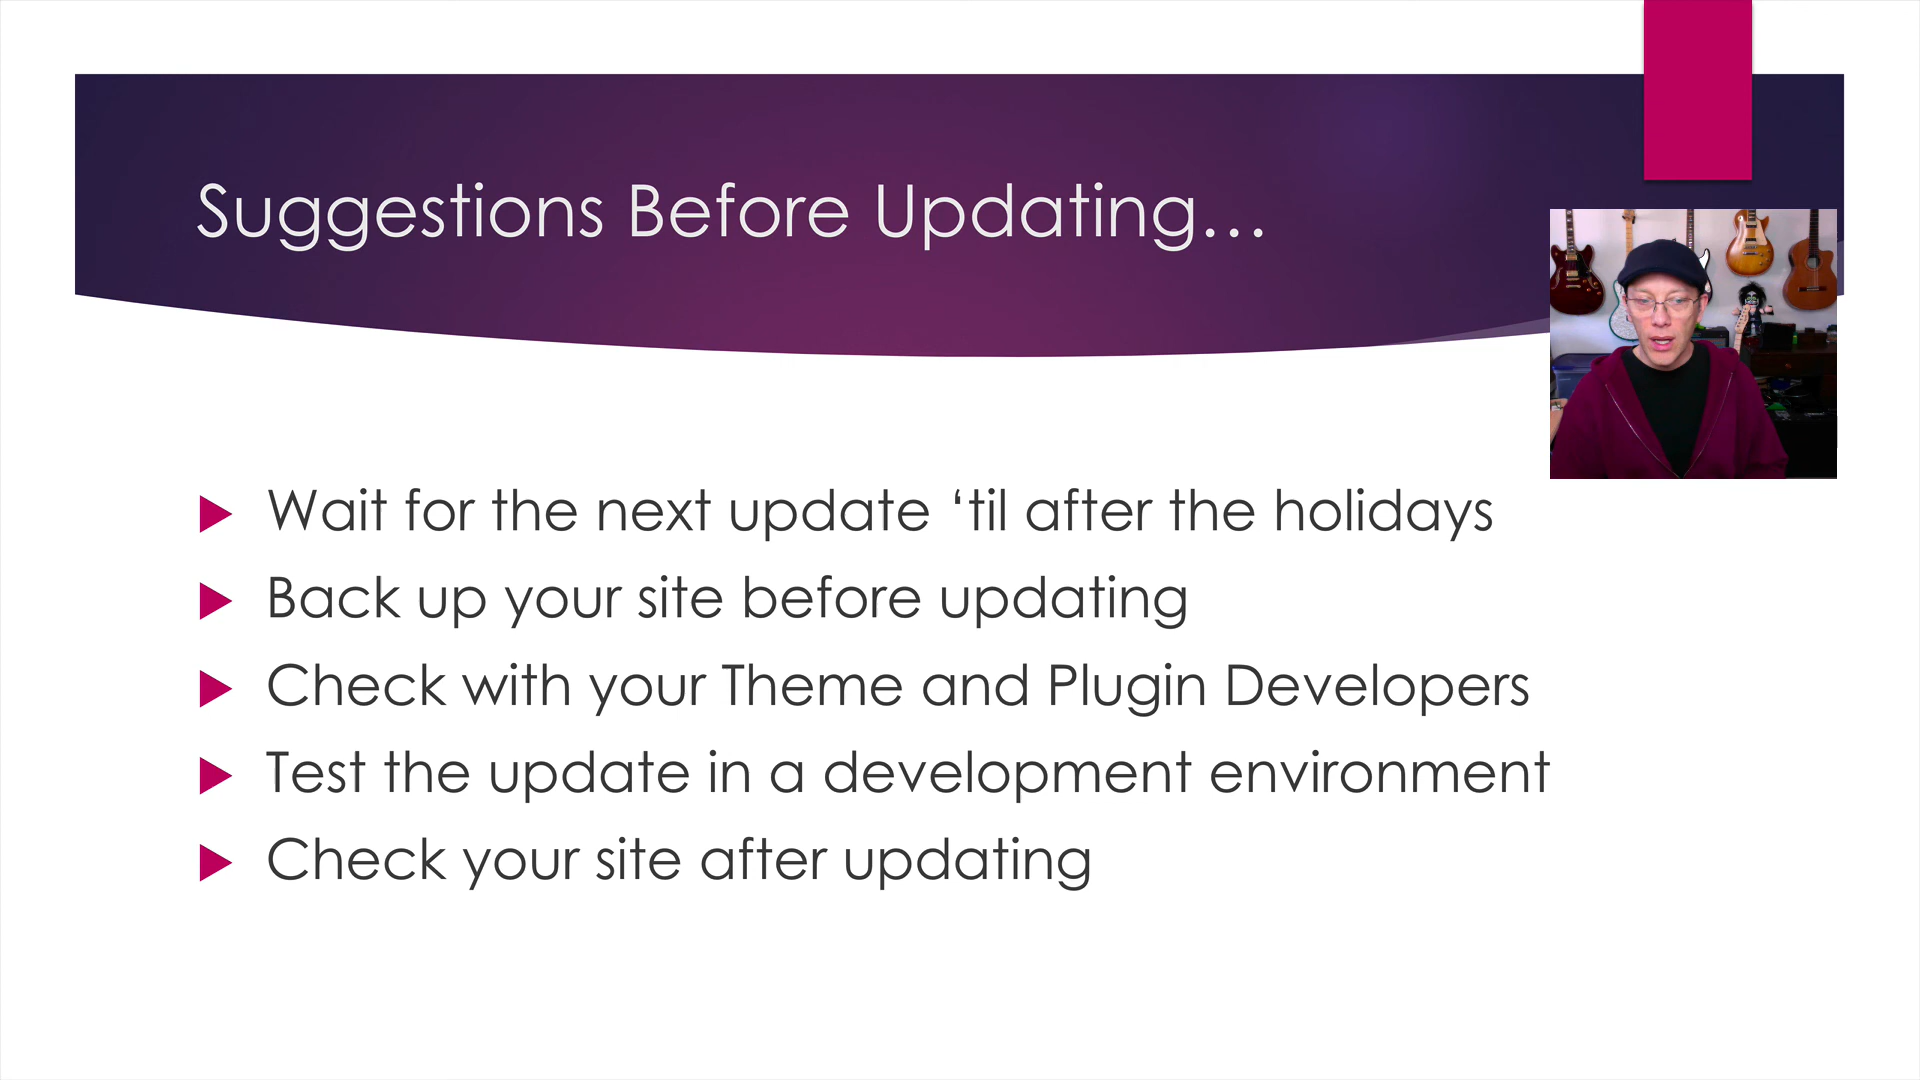 Suggestions Before Updating…
Wait for the next update ‘til after the holidays
Back up your site before updating
Check with your Theme and Plugin Developers
Test the update in a development environment
Check your site after updating